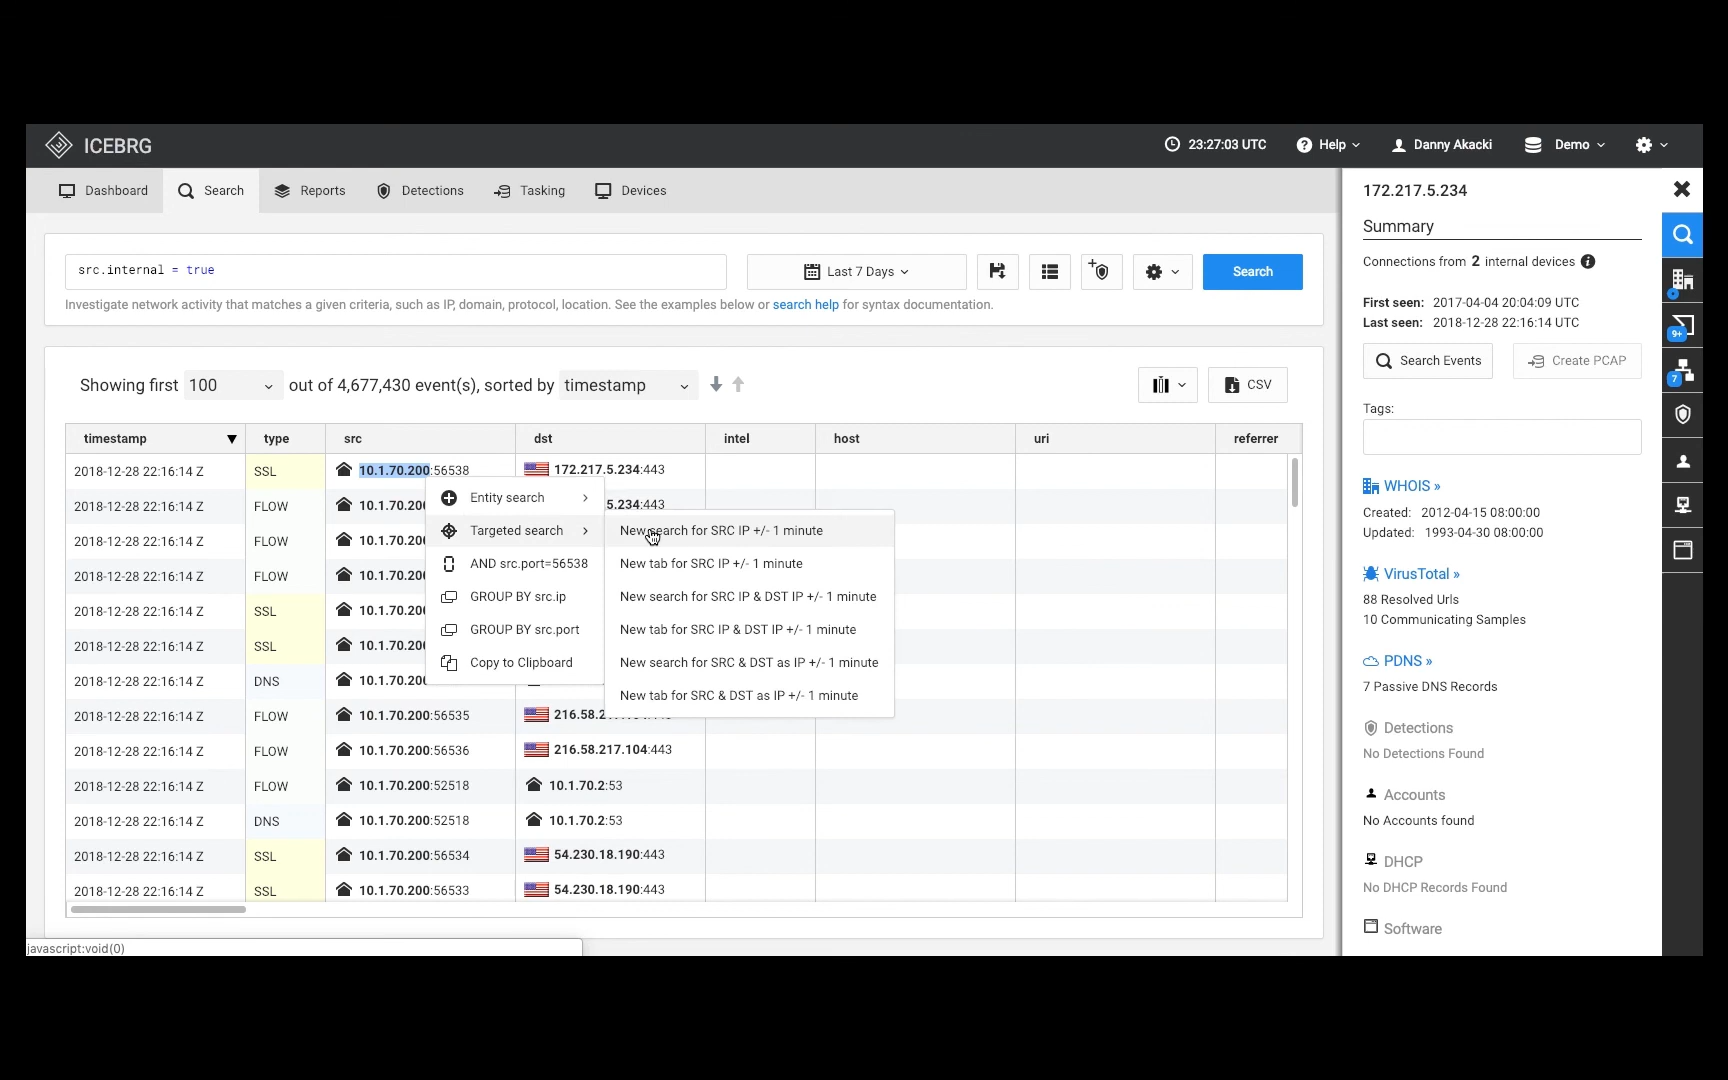 ICEBRG
23:27:03 UTC
Help
Danny Akacki
Demo
Dashboard
Search
Reports
Detections
Tasking
Devices
src.internal = true
Last 7 Days
Search
Investigate network activity that matches a given criteria, such as IP, domain, protocol, location. See the examples below or search help for syntax documentation.
Showing first 100 out of 4,677,430 event(s), sorted by timestamp
CSV
timestamp type src dst intel host uri referrer
2018-12-28 22:16:14 Z SSL 10.1.70.200:56538 172.217.5.234:443
2018-12-28 22:16:14 Z FLOW 10.1.70.200 5.234:443
2018-12-28 22:16:14 Z FLOW 10.1.70.200
2018-12-28 22:16:14 Z FLOW 10.1.70.200
2018-12-28 22:16:14 Z SSL 10.1.70.200
2018-12-28 22:16:14 Z SSL 10.1.70.200
2018-12-28 22:16:14 Z DNS 10.1.70.200
2018-12-28 22:16:14 Z FLOW 10.1.70.200:56535 216.58.2
2018-12-28 22:16:14 Z FLOW 10.1.70.200:56536 216.58.217.104:443
2018-12-28 22:16:14 Z FLOW 10.1.70.200:52518 10.1.70.2:53
2018-12-28 22:16:14 Z DNS 10.1.70.200:52518 10.1.70.2:53
2018-12-28 22:16:14 Z SSL 10.1.70.200:56534 54.230.18.190:443
2018-12-28 22:16:14 Z SSL 10.1.70.200:56533 54.230.18.190:443
Entity search
Targeted search
AND src.port=56538
GROUP BY src.ip
GROUP BY src.port
Copy to Clipboard
New search for SRC IP +/- 1 minute
New tab for SRC IP +/- 1 minute
New search for SRC IP & DST IP +/- 1 minute
New tab for SRC IP & DST IP +/- 1 minute
New search for SRC & DST as IP +/- 1 minute
New tab for SRC & DST as IP +/- 1 minute
javascript:void(0)
172.217.5.234
Summary
Connections from 2 internal devices
First seen: 2017-04-04 20:04:09 UTC
Last seen: 2018-12-28 22:16:14 UTC
Search Events
Create PCAP
Tags:
WHOIS »
Created: 2012-04-15 08:00:00
Updated: 1993-04-30 08:00:00
VirusTotal »
88 Resolved Urls
10 Communicating Samples
PDNS »
7 Passive DNS Records
Detections
No Detections Found
Accounts
No Accounts found
DHCP
No DHCP Records Found
Software
9+
7